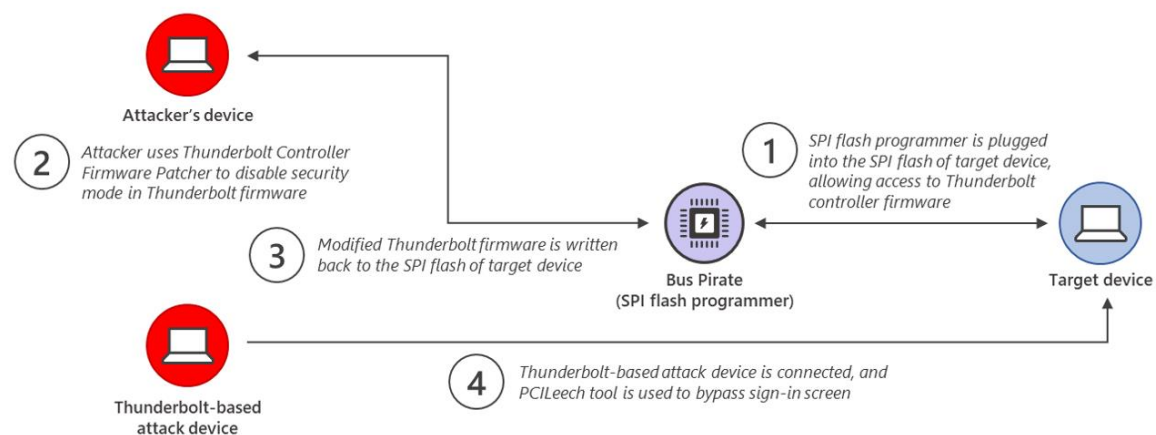 Attacker's device
2
Attacker uses Thunderbolt Controller
Firmware Patcher to disable security
mode in Thunderbolt firmware
1
SPI flash programmer is plugged
into the SPI flash of target device,
allowing access to Thunderbolt
controller firmware
3
Modified Thunderbolt firmware is written
back to the SPI flash of target device
Bus Pirate
(SPI flash programmer)
Target device
Thunderbolt-based
attack device
4
Thunderbolt-based attack device is connected, and
PCILeech tool is used to bypass sign-in screen